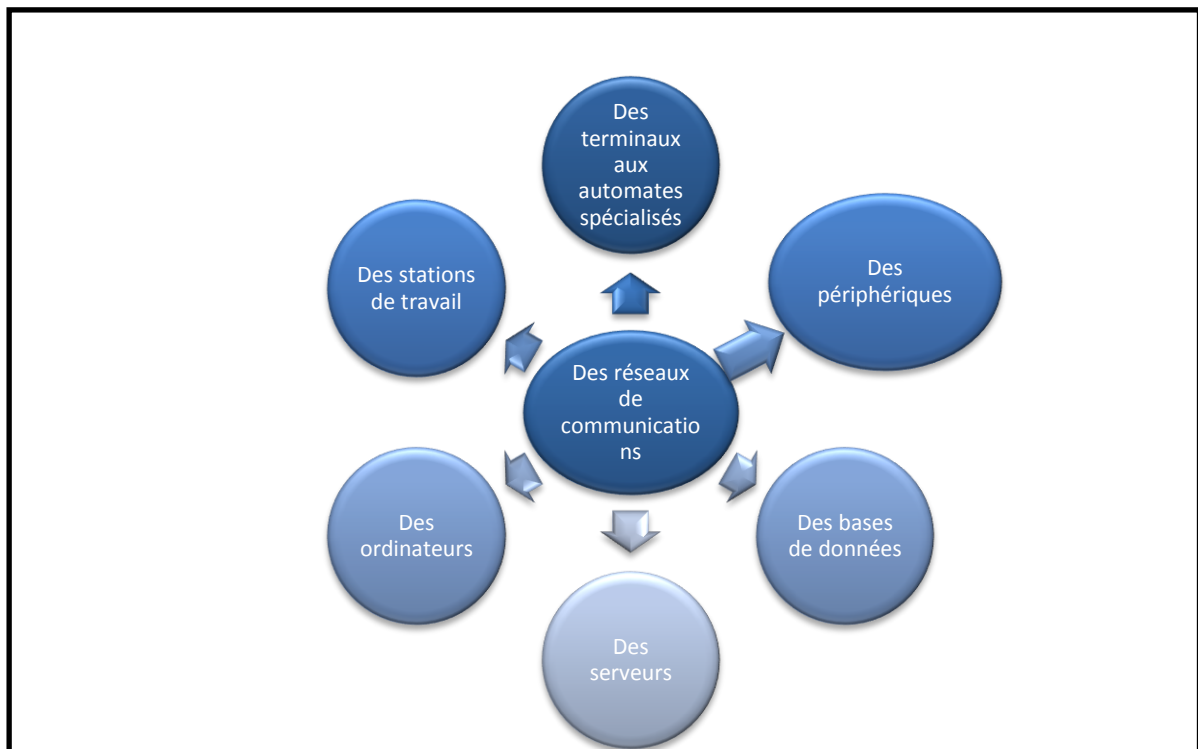 Des
terminaux
aux
automates
spécialisés
Des
périphériques
Des stations
de travail
Des réseaux
de
communicatio
ns
Des
ordinateurs
Des bases
de données
Des
serveurs